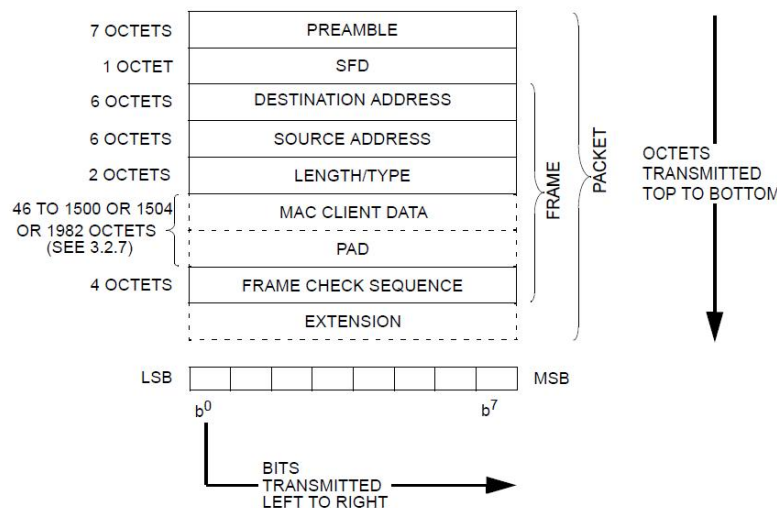 7 OCTETS PREAMBLE
1 OCTET SFD
6 OCTETS DESTINATION ADDRESS
6 OCTETS SOURCE ADDRESS
2 OCTETS LENGTH/TYPE
46 TO 1500 OR 1504
OR 1982 OCTETS
(SEE 3.2.7)
MAC CLIENT DATA
PAD
4 OCTETS FRAME CHECK SEQUENCE
EXTENSION
FRAME
PACKET
OCTETS
TRANSMITTED
TOP TO BOTTOM
LSB MSB
b0 b7
BITS
TRANSMITTED
LEFT TO RIGHT